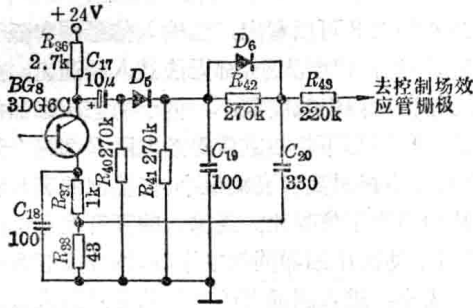 +24V
R36
2.7k
C17
10μ
BG8
3DG6C
D5
D6
R42
270k
R43
220k
去控制场效
应管栅极
R40
270k
R41
270k
C19
100
C20
330
R37
1k
C18
100
R38
43